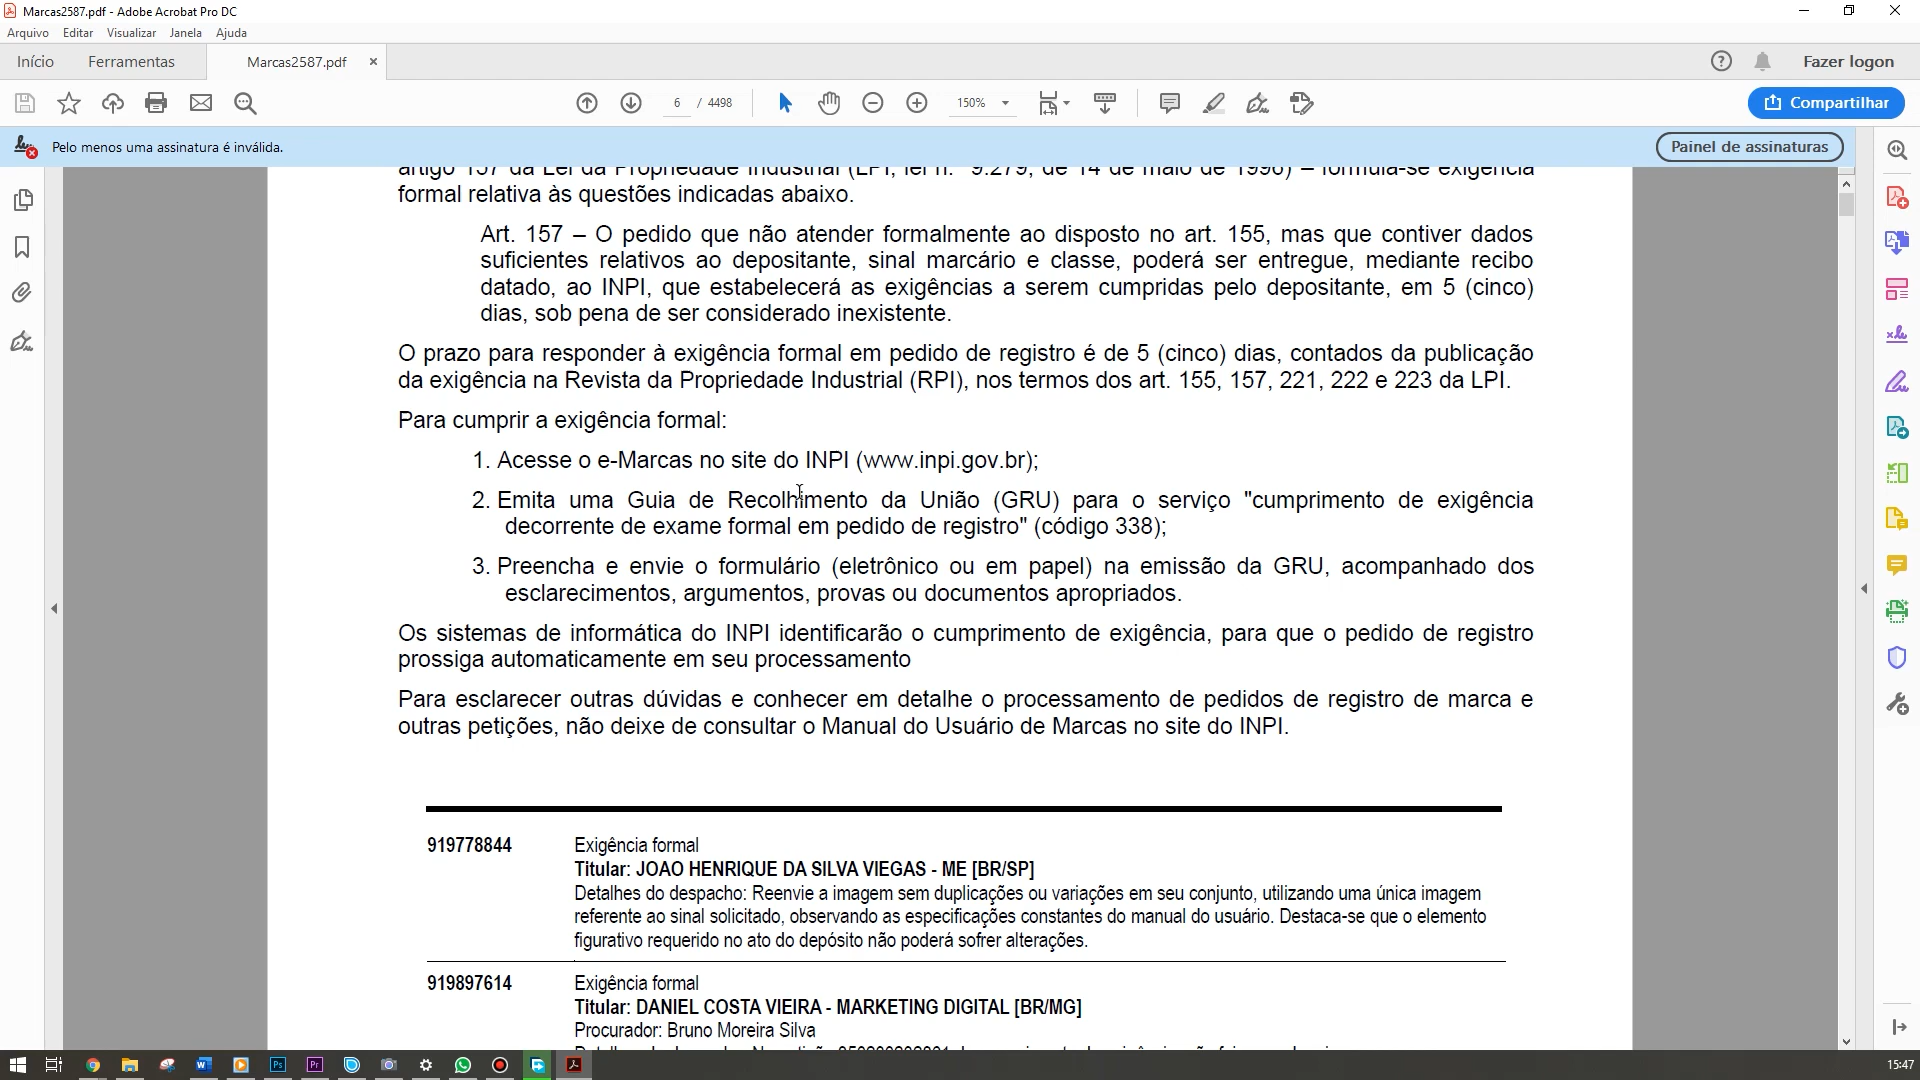 Marcas2587.pdf - Adobe Acrobat Pro DC
Arquivo Editar Visualizar Janela Ajuda
Início Ferramentas Marcas2587.pdf Fazer logon
6 / 4498 150% Compartilhar
Pelo menos uma assinatura é inválida. Painel de assinaturas
artigo 157 da Lei da Propriedade Industrial (LPI, lei n.º 9.279, de 14 de maio de 1996) – formula-se exigência
formal relativa às questões indicadas abaixo.
Art. 157 – O pedido que não atender formalmente ao disposto no art. 155, mas que contiver dados
suficientes relativos ao depositante, sinal marcário e classe, poderá ser entregue, mediante recibo
datado, ao INPI, que estabelecerá as exigências a serem cumpridas pelo depositante, em 5 (cinco)
dias, sob pena de ser considerado inexistente.
O prazo para responder à exigência formal em pedido de registro é de 5 (cinco) dias, contados da publicação
da exigência na Revista da Propriedade Industrial (RPI), nos termos dos art. 155, 157, 221, 222 e 223 da LPI.
Para cumprir a exigência formal:
1. Acesse o e-Marcas no site do INPI (www.inpi.gov.br);
2. Emita uma Guia de Recolhimento da União (GRU) para o serviço "cumprimento de exigência
decorrente de exame formal em pedido de registro" (código 338);
3. Preencha e envie o formulário (eletrônico ou em papel) na emissão da GRU, acompanhado dos
esclarecimentos, argumentos, provas ou documentos apropriados.
Os sistemas de informática do INPI identificarão o cumprimento de exigência, para que o pedido de registro
prossiga automaticamente em seu processamento
Para esclarecer outras dúvidas e conhecer em detalhe o processamento de pedidos de registro de marca e
outras petições, não deixe de consultar o Manual do Usuário de Marcas no site do INPI.
919778844 Exigência formal
Titular: JOAO HENRIQUE DA SILVA VIEGAS - ME [BR/SP]
Detalhes do despacho: Reenvie a imagem sem duplicações ou variações em seu conjunto, utilizando uma única imagem
referente ao sinal solicitado, observando as especificações constantes do manual do usuário. Destaca-se que o elemento
figurativo requerido no ato do depósito não poderá sofrer alterações.
919897614 Exigência formal
Titular: DANIEL COSTA VIEIRA - MARKETING DIGITAL [BR/MG]
Procurador: Bruno Moreira Silva
15:47